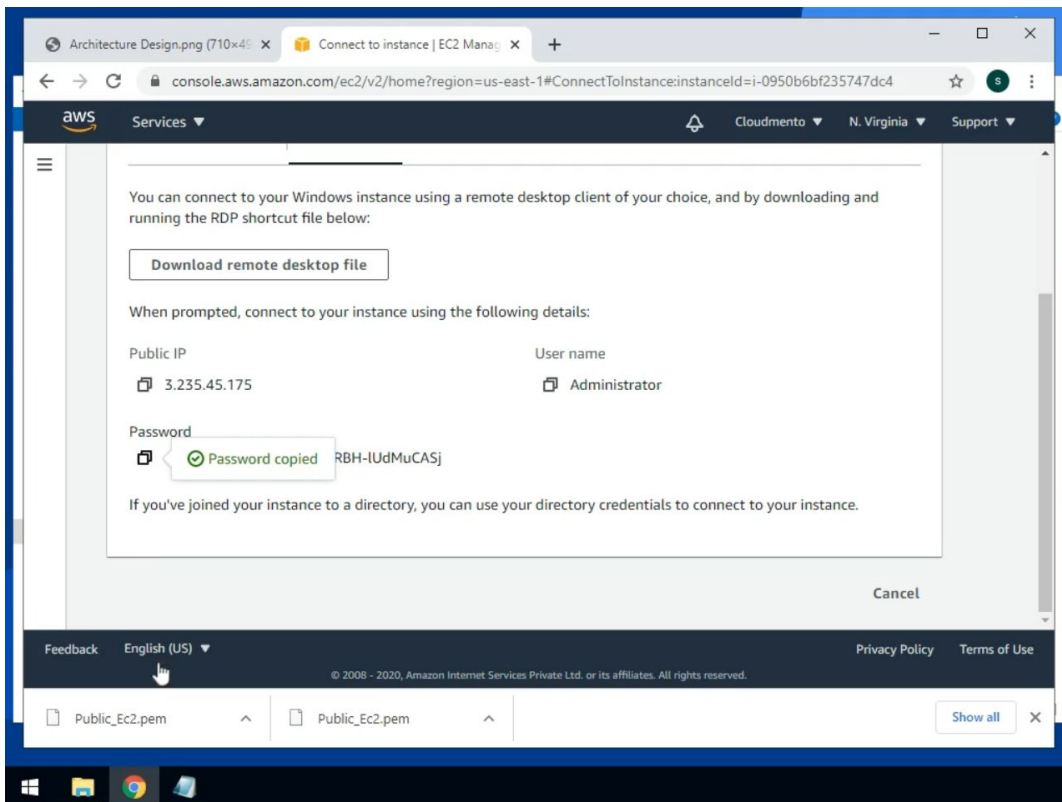 Architecture Design.png (710×49
Connect to instance | EC2 Manag
console.aws.amazon.com/ec2/v2/home?region=us-east-1#ConnectToInstance:instanceId=i-0950b6bf235747dc4
S
aws Services Cloudmento N. Virginia Support
You can connect to your Windows instance using a remote desktop client of your choice, and by downloading and
running the RDP shortcut file below:
Download remote desktop file
When prompted, connect to your instance using the following details:
Public IP User name
3.235.45.175 Administrator
Password
Password copied RBH-lUdMuCASj
If you've joined your instance to a directory, you can use your directory credentials to connect to your instance.
Cancel
Feedback English (US) Privacy Policy Terms of Use
© 2008 - 2020, Amazon Internet Services Private Ltd. or its affiliates. All rights reserved.
Public_Ec2.pem Public_Ec2.pem Show all